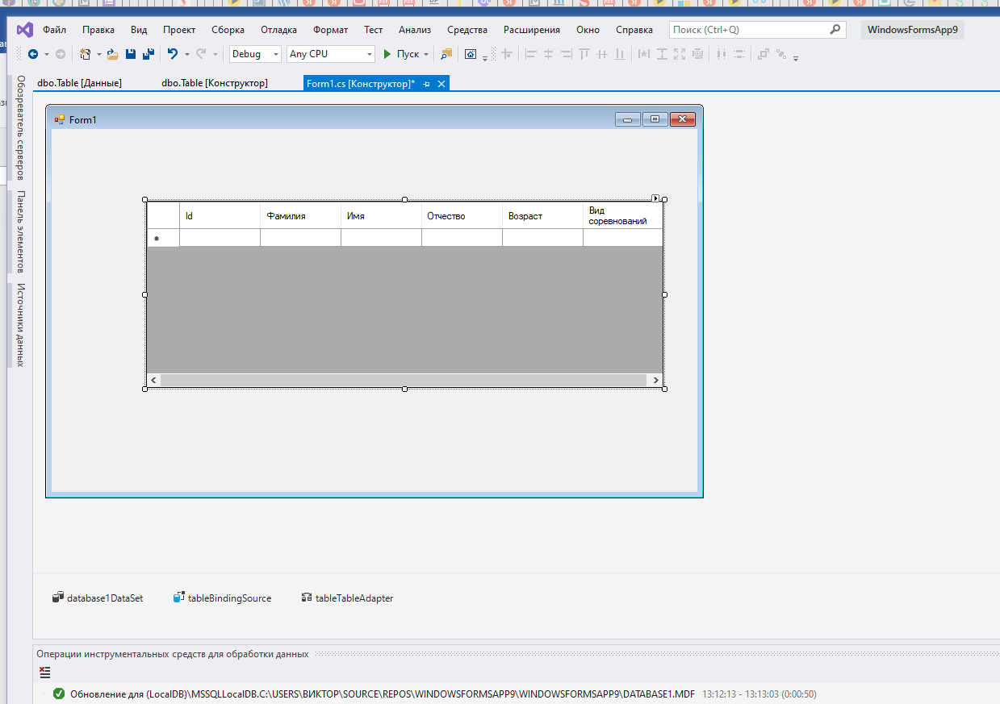 Файл Правка Вид Проект Сборка Отладка Формат Тест Анализ Средства Расширения Окно Справка Поиск (Ctrl+Q) WindowsFormsApp9
Debug Any CPU Пуск
dbo.Table [Данные] dbo.Table [Конструктор] Form1.cs [Конструктор]*
Обозреватель серверов
Панель элементов
Источники данных
Form1
Id Фамилия Имя Отчество Возраст Вид
соревнований
database1DataSet tableBindingSource tableTableAdapter
Операции инструментальных средств для обработки данных
Обновление для (LocalDB)\MSSQLLocalDB.C:\USERS\ВИКТОР\SOURCE\REPOS\WINDOWSFORMSAPP9\WINDOWSFORMSAPP9\DATABASE1.MDF 13:12:13 - 13:13:03 (0:00:50)